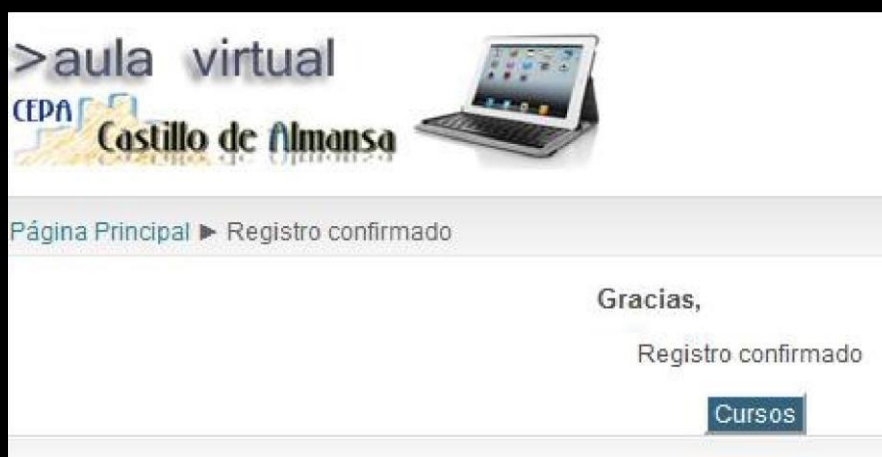 >aula virtual
CEPA
Castillo de Almansa
Página Principal ► Registro confirmado
Gracias,
Registro confirmado
Cursos